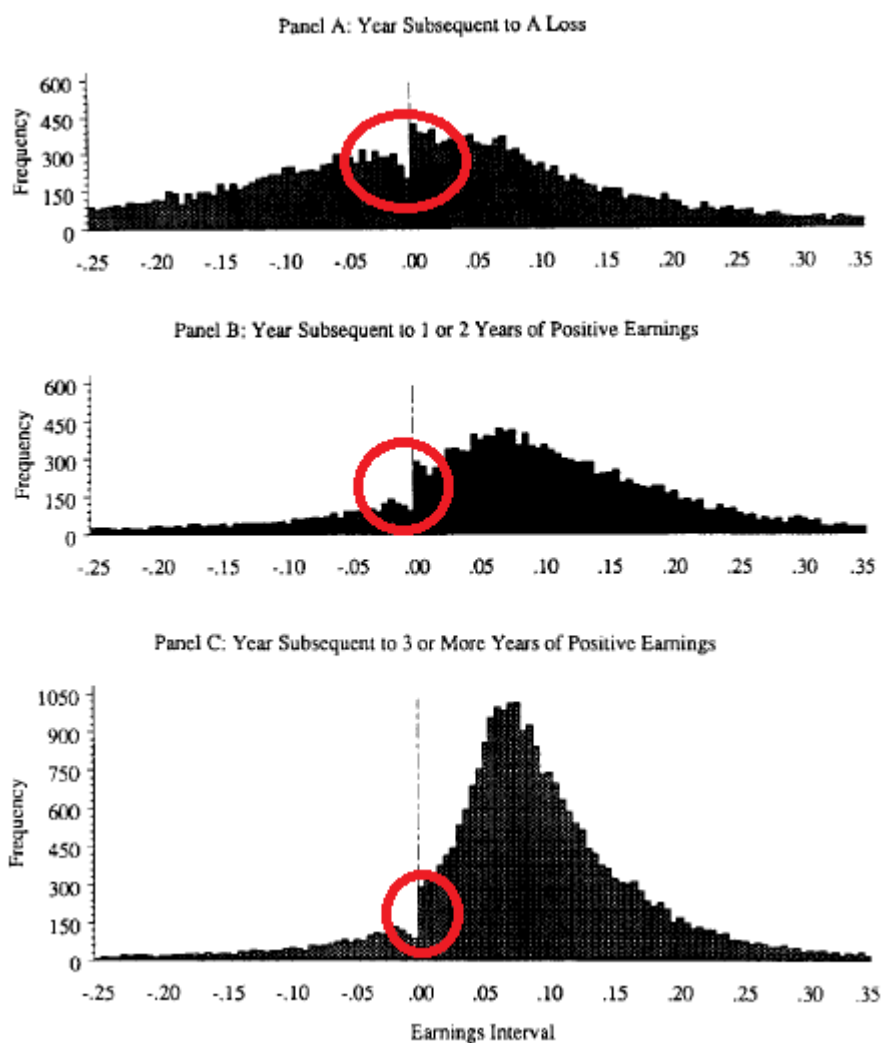 Panel A: Year Subsequent to A Loss
Frequency
600
450
300
150
0
-.25 -.20 -.15 -.10 -.05 .00 .05 .10 .15 .20 .25 .30 .35
Panel B: Year Subsequent to 1 or 2 Years of Positive Earnings
Frequency
600
450
300
150
0
-.25 -.20 -.15 -.10 -.05 .00 .05 .10 .15 .20 .25 .30 .35
Panel C: Year Subsequent to 3 or More Years of Positive Earnings
Frequency
1050
900
750
600
450
300
150
0
-.25 -.20 -.15 -.10 -.05 .00 .05 .10 .15 .20 .25 .30 .35
Earnings Interval